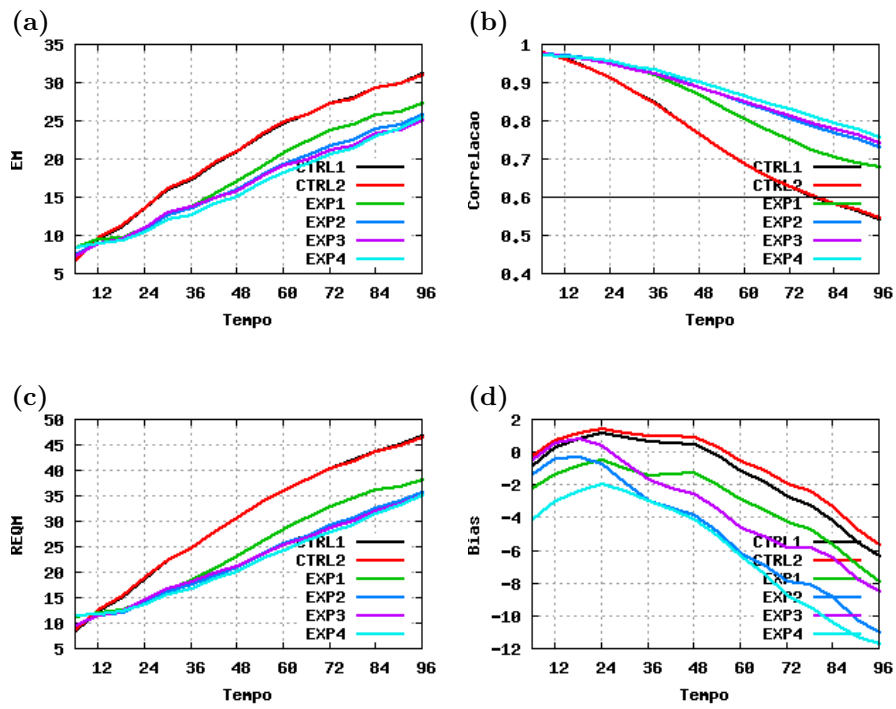 (a)
EM
35
30
25
20
15
10
5
CTRL1
CTRL2
EXP1
EXP2
EXP3
EXP4
12 24 36 48 60 72 84 96
Tempo
(b)
Correlacao
1
0.9
0.8
0.7
0.6
0.5
0.4
CTRL1
CTRL2
EXP1
EXP2
EXP3
EXP4
12 24 36 48 60 72 84 96
Tempo
(c)
REQM
50
45
40
35
30
25
20
15
10
5
CTRL1
CTRL2
EXP1
EXP2
EXP3
EXP4
12 24 36 48 60 72 84 96
Tempo
(d)
Bias
2
0
−2
−4
−6
−8
−10
−12
CTRL1
CTRL2
EXP1
EXP2
EXP3
EXP4
12 24 36 48 60 72 84 96
Tempo